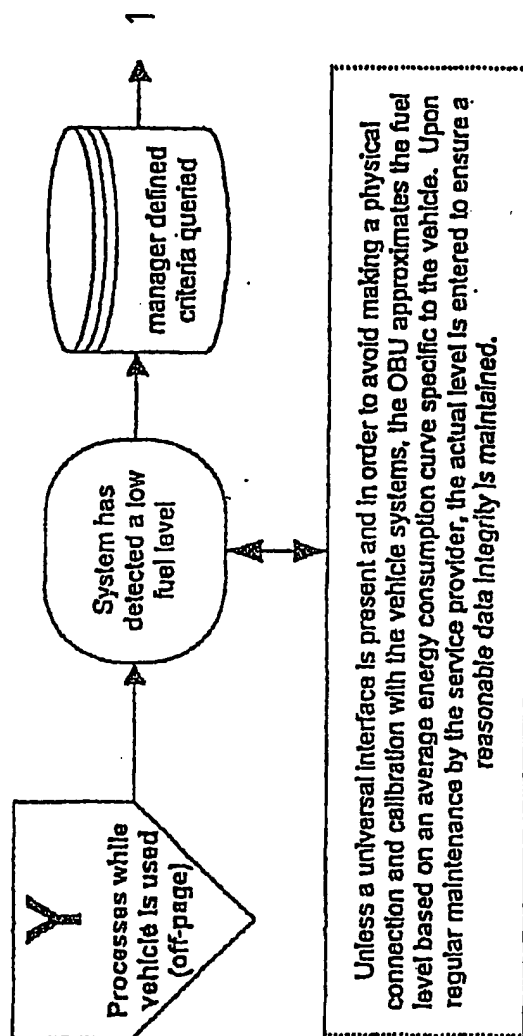 Y
Processes while
vehicle is used
(off-page)
System has
detected a low
fuel level
manager defined
criteria queried
1
Unless a universal interface is present and in order to avoid making a physical
connection and calibration with the vehicle systems, the OBU approximates the fuel
level based on an average energy consumption curve specific to the vehicle. Upon
regular maintenance by the service provider, the actual level is entered to ensure a
reasonable data integrity is maintained.